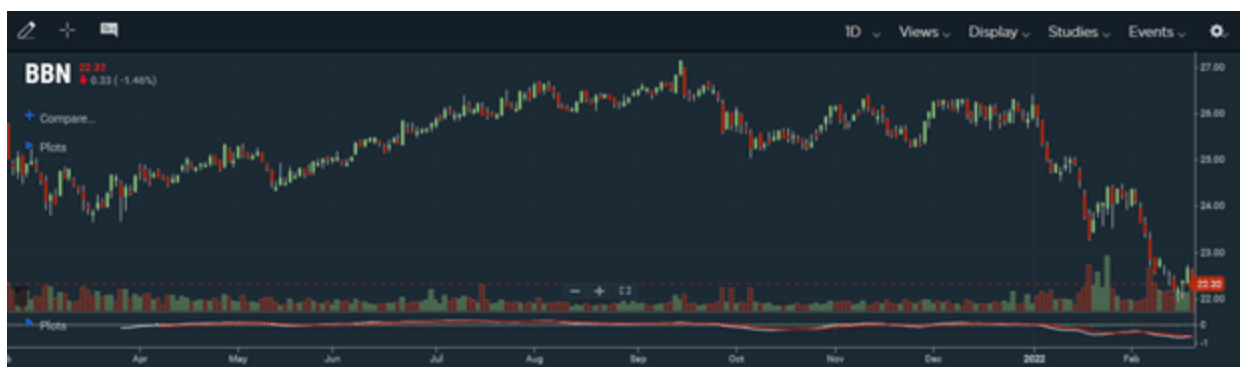 1D Views Display Studies Events
BBN 22.32
0.33 (-1.46%)
Compare...
Plots
27.00
26.00
25.00
24.00
23.00
22.32
22.00
Plots
0
-1
Apr May Jun Jul Aug Sep Oct Nov Dec 2022 Feb